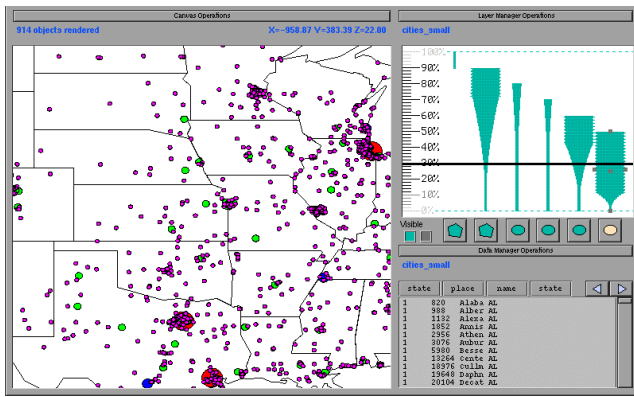 Canvas Operations
914 objects rendered X=-958.87 Y=383.39 Z=22.00
Layer Manager Operations
cities_small
100%
90%
80%
70%
60%
50%
40%
30%
20%
10%
0%
Visible
Data Manager Operations
cities_small
state place name state
1 820 Alaba AL
1 988 Alber AL
1 1132 Alexa AL
1 1852 Annis AL
1 2956 Athen AL
1 3076 Aubur AL
1 5980 Besse AL
1 13264 Cente AL
1 18976 Cullm AL
1 19648 Daphn AL
1 20104 Decat AL